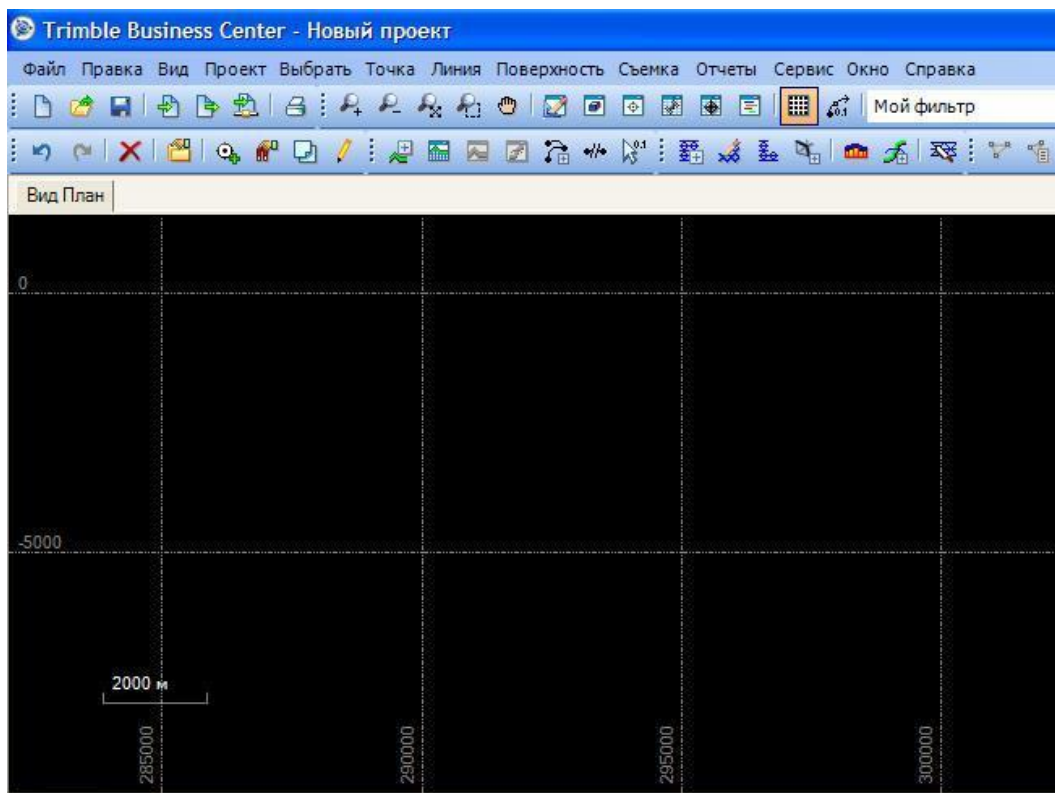 Trimble Business Center - Новый проект
Файл Правка Вид Проект Выбрать Точка Линия Поверхность Съемка Отчеты Сервис Окно Справка
Мой фильтр
Вид План
0
-5000
2000 м
285000 290000 295000 300000